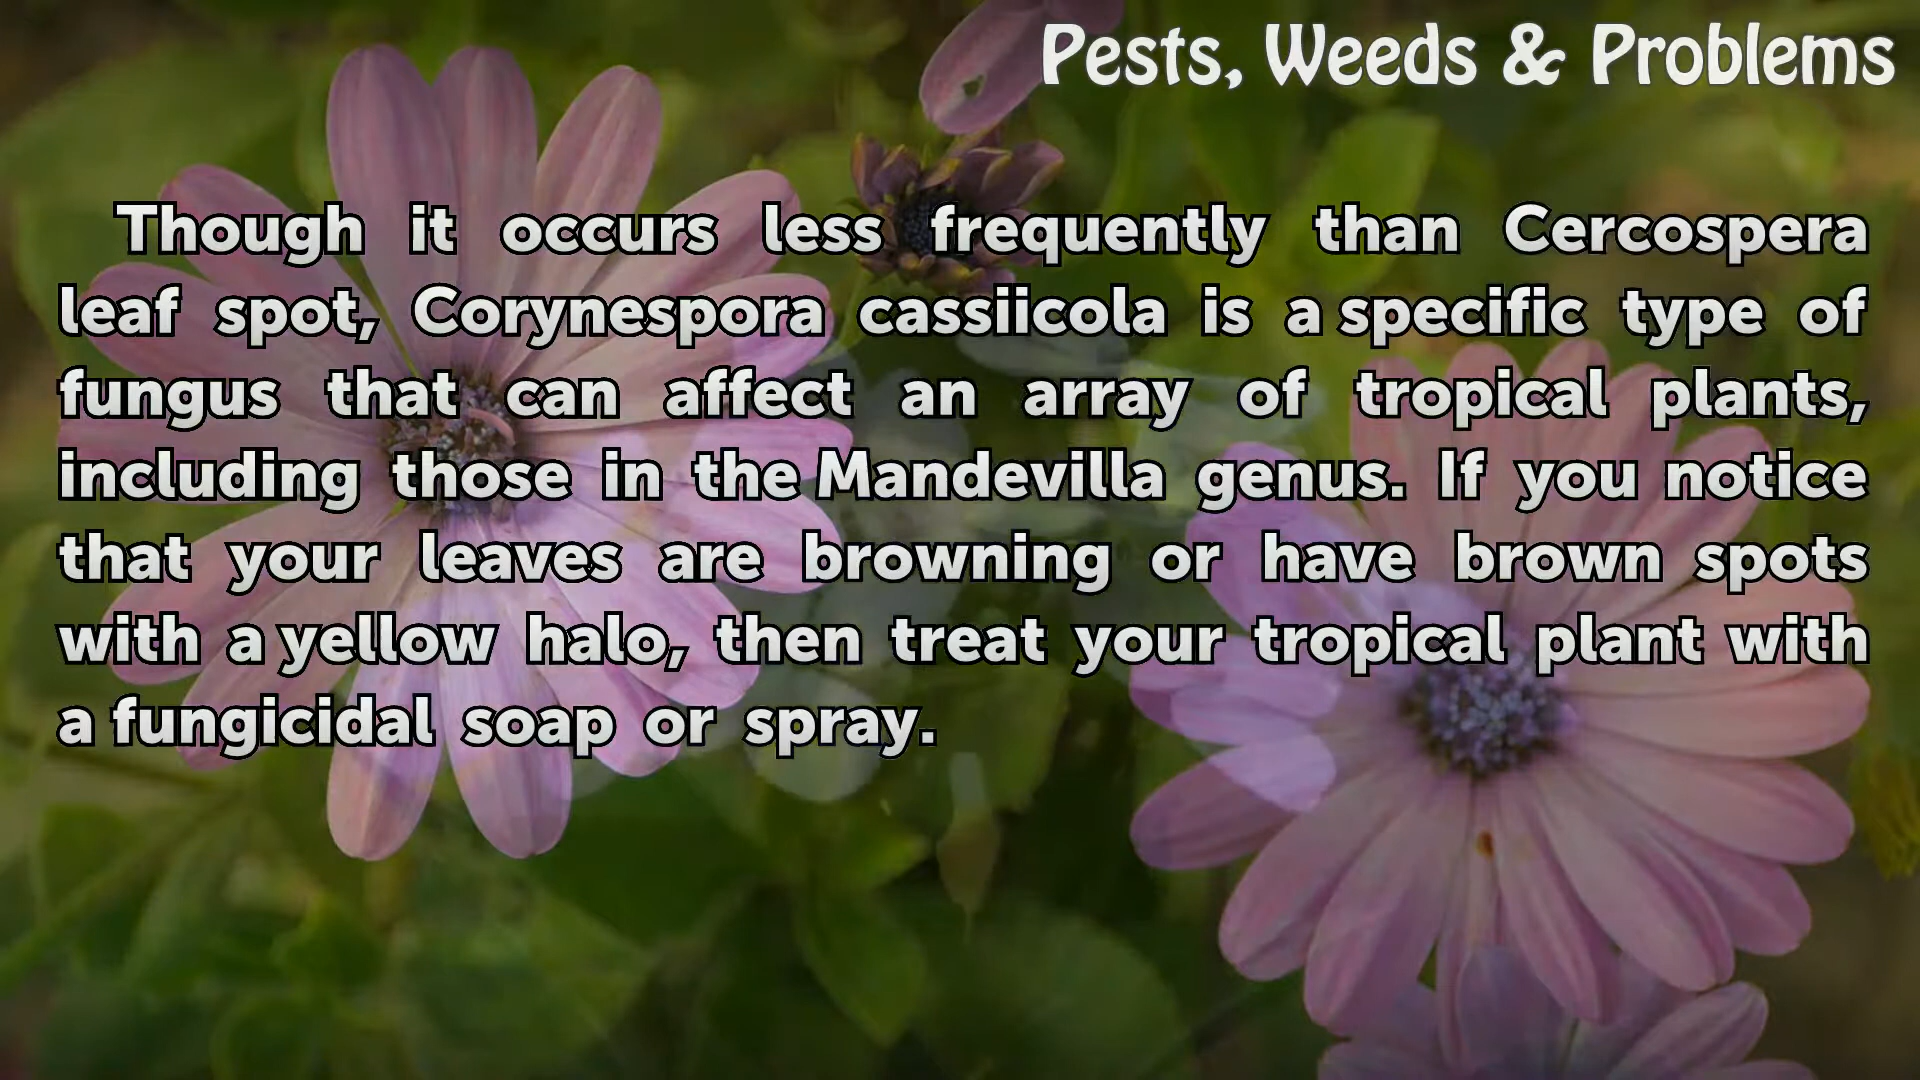 Pests, Weeds & Problems
Though it occurs less frequently than Cercospera
leaf spot, Corynespora cassiicola is a specific type of
fungus that can affect an array of tropical plants,
including those in the Mandevilla genus. If you notice
that your leaves are browning or have brown spots
with a yellow halo, then treat your tropical plant with
a fungicidal soap or spray.